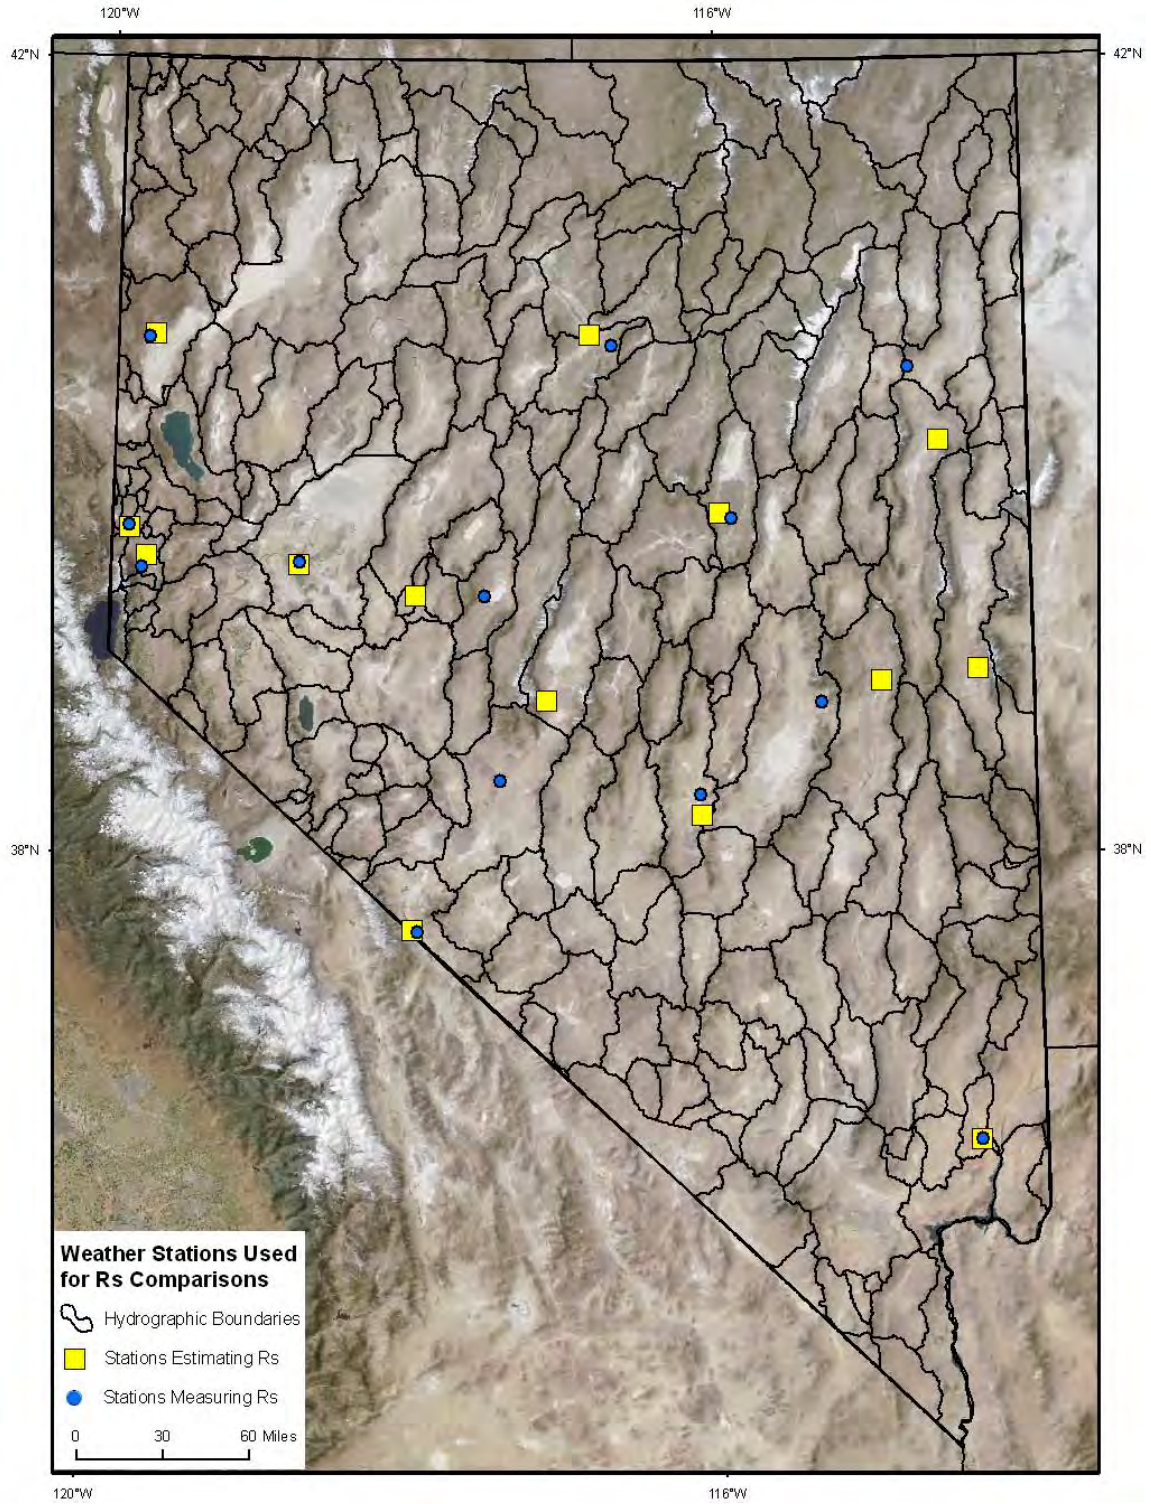 120°W 116°W
42°N 42°N
38°N 38°N
Weather Stations Used
for Rs Comparisons
Hydrographic Boundaries
Stations Estimating Rs
Stations Measuring Rs
0 30 60 Miles
120°W 116°W